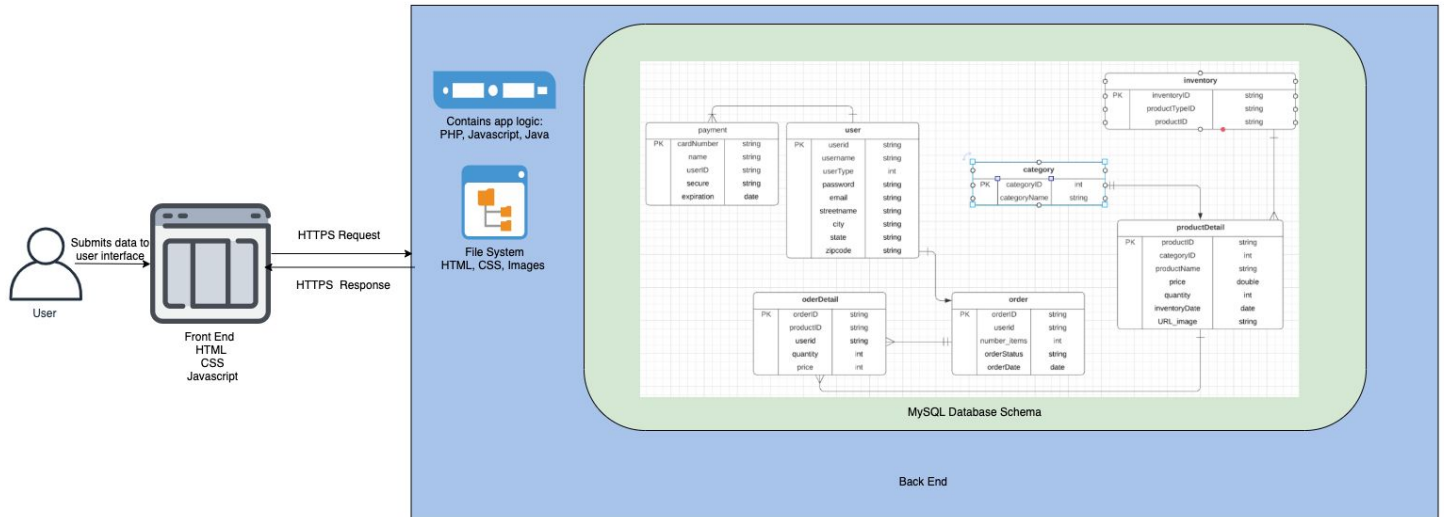 User
Submits data to
user interface
Front End
HTML
CSS
Javascript
HTTPS Request
HTTPS Response
Contains app logic:
PHP, Javascript, Java
File System
HTML, CSS, Images
payment
PK cardNumber string
name string
userID string
secure string
expiration date
user
PK userid string
username string
userType int
password string
email string
streetname string
city string
state string
zipcode string
category
PK categoryID int
categoryName string
inventory
PK inventoryID string
productTypeID string
productID string
productDetail
PK productID string
categoryID int
productName string
price double
quantity int
inventoryDate date
URL_image string
oderDetail
PK orderID string
productID string
userid string
quantity int
price int
order
PK orderID string
userid string
number_items int
orderStatus string
orderDate date
MySQL Database Schema
Back End